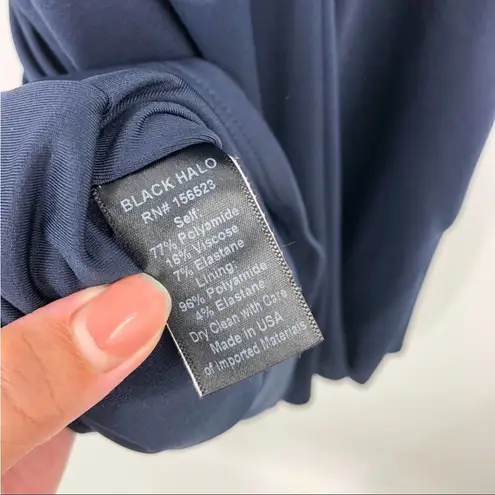 BLACK HALO
RN# 156523
Self:
77% Polyamide
16% Viscose
7% Elastane
Lining:
96% Polyamide
4% Elastane
Dry Clean with Care
Made in USA
of Imported Materials